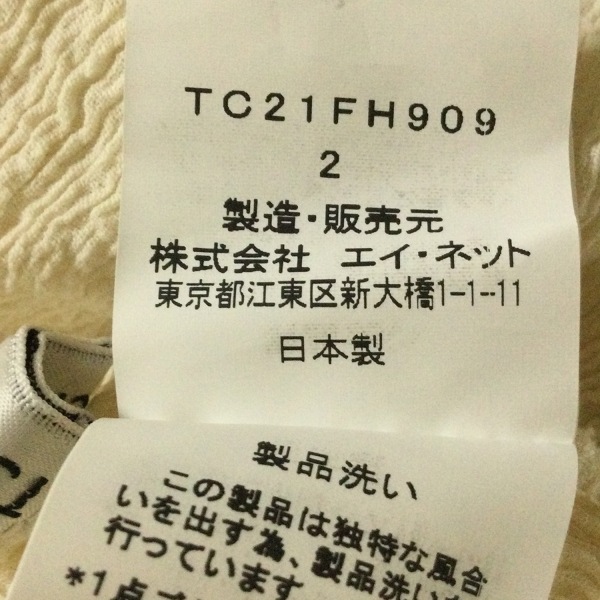 TC21FH909
2
製造・販売元
株式会社 エイ・ネット
東京都江東区新大橋1-1-11
日本製
製品洗い
この製品は独特な風合
いを出す為、製品洗いを
行っています
*1点